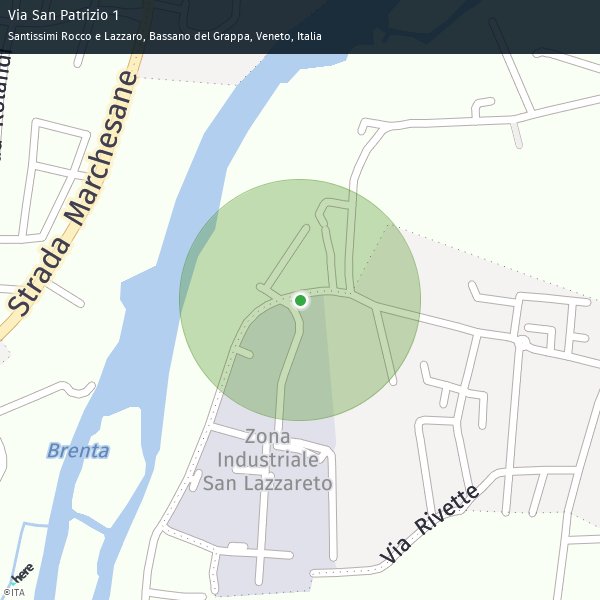 Via San Patrizio 1
Santissimi Rocco e Lazzaro, Bassano del Grappa, Veneto, Italia
Strada Marchesane
Brenta
Zona
Industriale
San Lazzareto
Via Rivette
here
©ITA